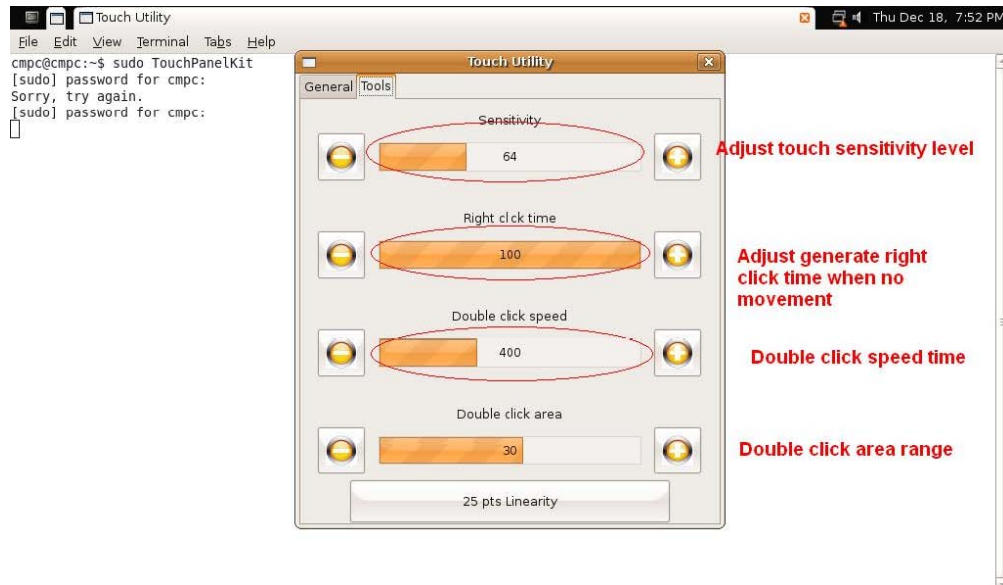 Touch Utility
Thu Dec 18, 7:52 PM
File Edit View Terminal Tabs Help
cmpc@cmpc:~$ sudo TouchPanelKit
[sudo] password for cmpc:
Sorry, try again.
[sudo] password for cmpc:
Touch Utility
General Tools
Sensitivity
64
Adjust touch sensitivity level
Right clck time
100
Adjust generate right
click time when no
movement
Double click speed
400
Double click speed time
Double click area
30
Double click area range
25 pts Linearity